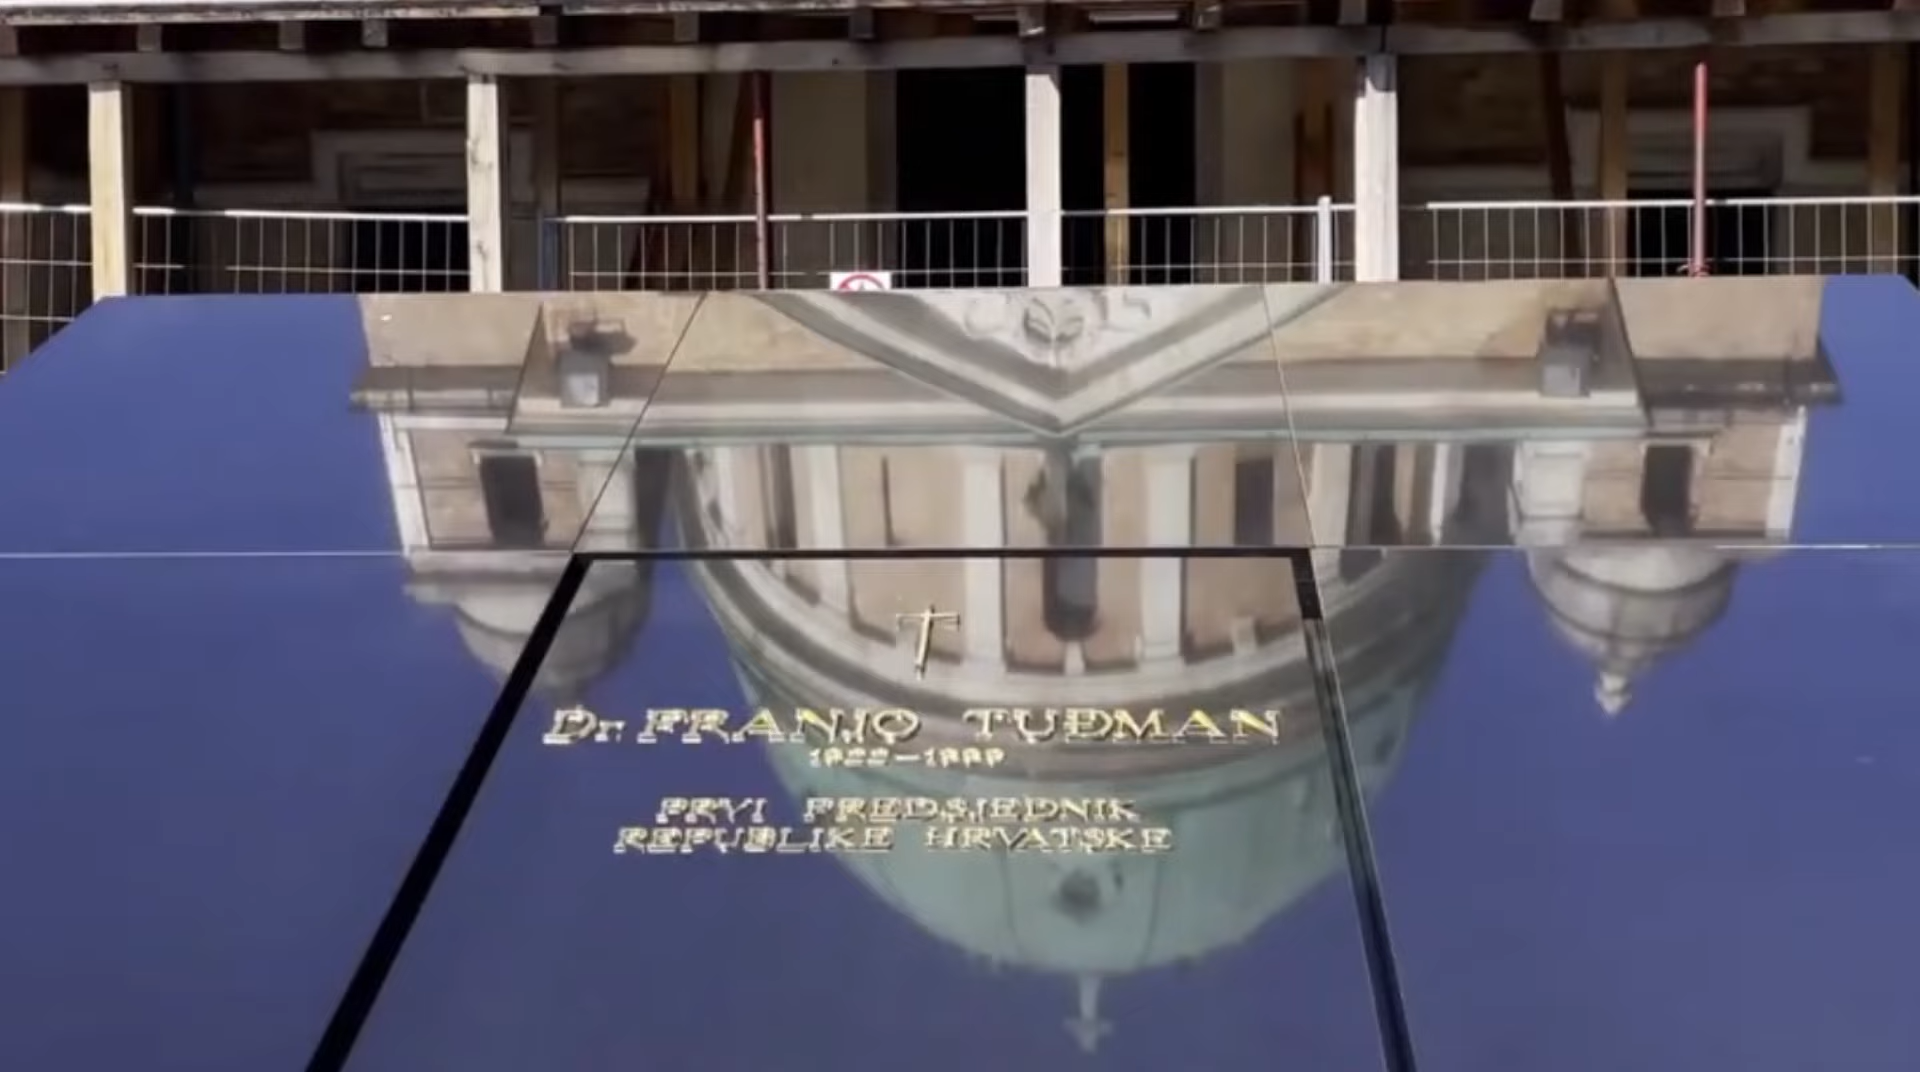 Dr. FRANJO TUĐMAN
1922–1999
PRVI PREDSJEDNIK
REPUBLIKE HRVATSKE